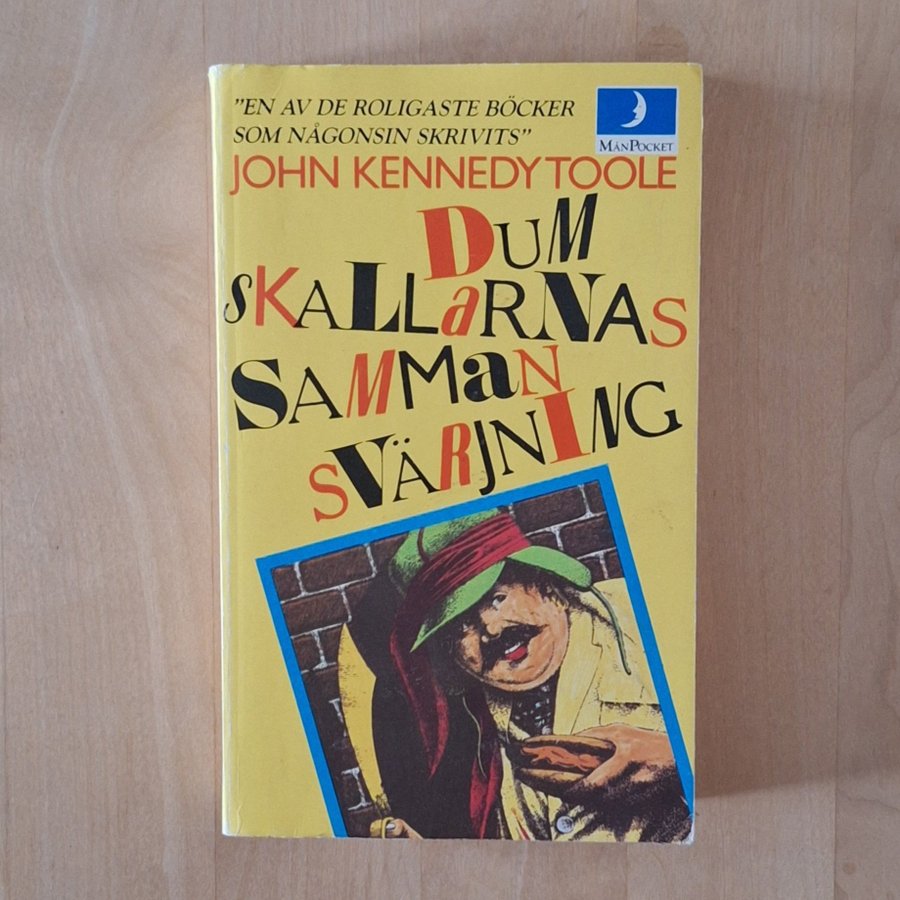 "EN AV DE ROLIGASTE BÖCKER
SOM NÅGONSIN SKRIVITS"
MÅNPOCKET
JOHN KENNEDY TOOLE
DUM
SKALLARNAS
SAMMAN
SVÄRJNING